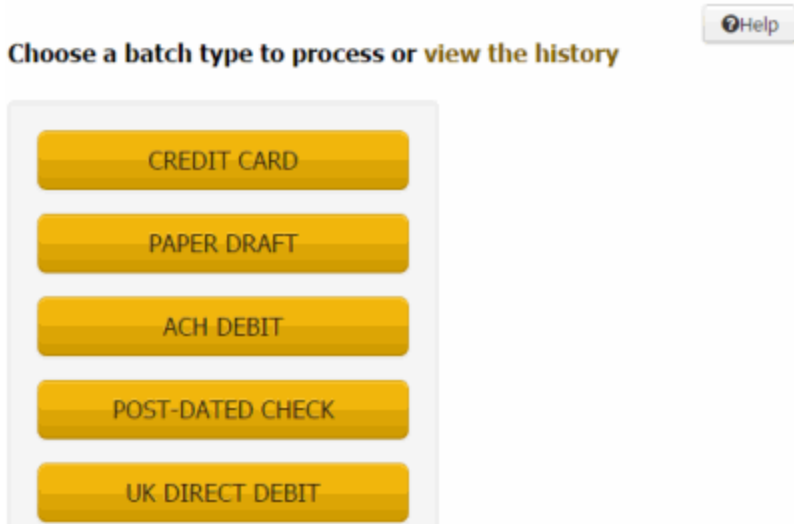 Help
Choose a batch type to process or view the history
CREDIT CARD
PAPER DRAFT
ACH DEBIT
POST-DATED CHECK
UK DIRECT DEBIT